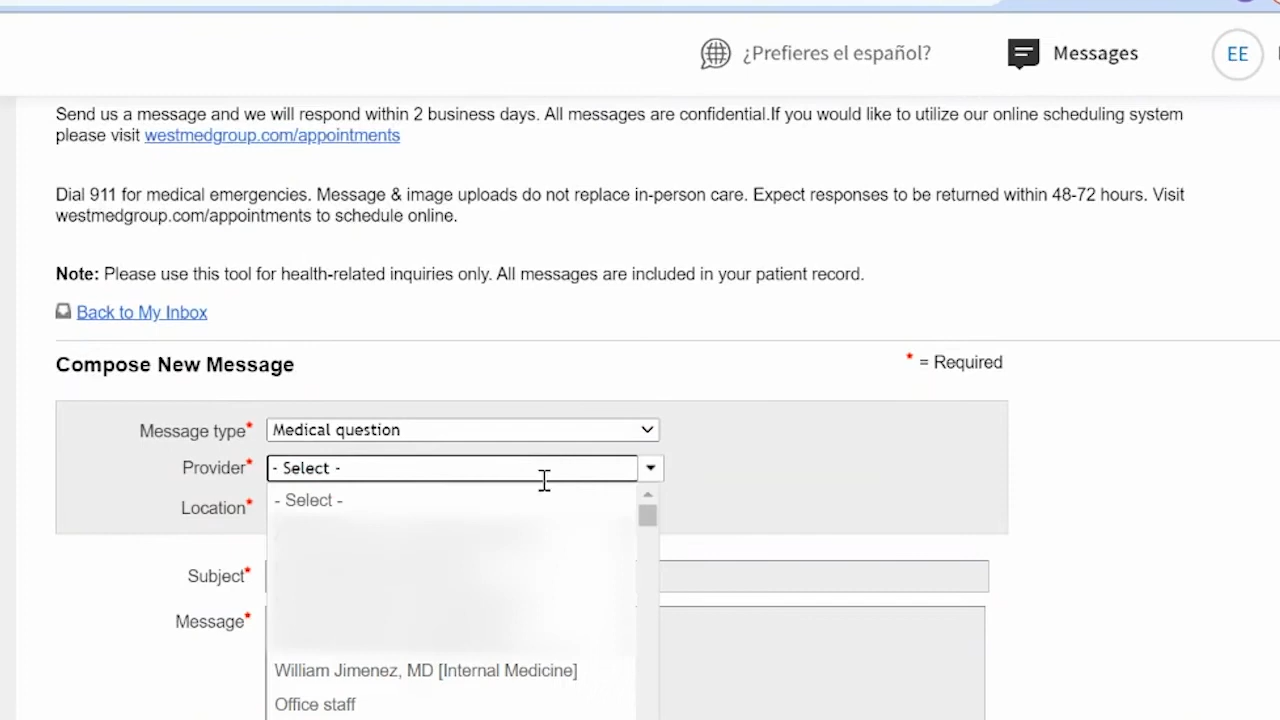 ¿Prefieres el español?
Messages
EE
Send us a message and we will respond within 2 business days. All messages are confidential.If you would like to utilize our online scheduling system
please visit westmedgroup.com/appointments
Dial 911 for medical emergencies. Message & image uploads do not replace in-person care. Expect responses to be returned within 48-72 hours. Visit
westmedgroup.com/appointments to schedule online.
Note: Please use this tool for health-related inquiries only. All messages are included in your patient record.
Back to My Inbox
Compose New Message
* = Required
Message type* Medical question
Provider* - Select -
- Select -
Location*
Subject*
Message*
William Jimenez, MD [Internal Medicine]
Office staff